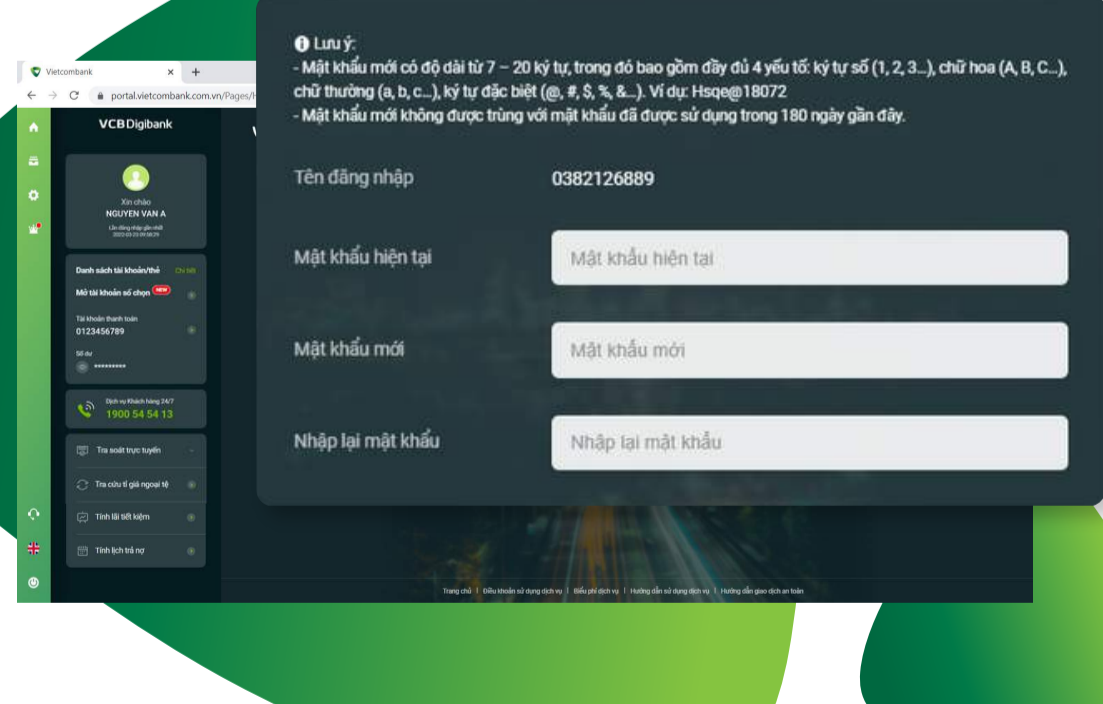 Lưu ý:
- Mật khẩu mới có độ dài từ 7 – 20 ký tự, trong đó bao gồm đầy đủ 4 yếu tố: ký tự số (1, 2, 3...), chữ hoa (A, B, C...),
chữ thường (a, b, c...), ký tự đặc biệt (@, #, $, %, &...). Ví dụ: Hsqe@18072
- Mật khẩu mới không được trùng với mật khẩu đã được sử dụng trong 180 ngày gần đây.
Tên đăng nhập 0382126889
Mật khẩu hiện tại Mật khẩu hiện tại
Mật khẩu mới Mật khẩu mới
Nhập lại mật khẩu Nhập lại mật khẩu
Vietcombank
portal.vietcombank.com.vn/Pages/
VCB Digibank
Xin chào
NGUYEN VAN A
Lần đăng nhập gần nhất
Danh sách tài khoản/thẻ Chi tiết
Mở tài khoản số chọn NEW
Tài khoản thanh toán
0123456789
Số dư
*********
Dịch vụ Khách hàng 24/7
1900 54 54 13
Tra soát trực tuyến
Tra cứu tỉ giá ngoại tệ
Tính lãi tiết kiệm
Tính lịch trả nợ
Trang chủ | Điều khoản sử dụng dịch vụ | Biểu phí dịch vụ | Hướng dẫn sử dụng dịch vụ | Hướng dẫn giao dịch an toàn